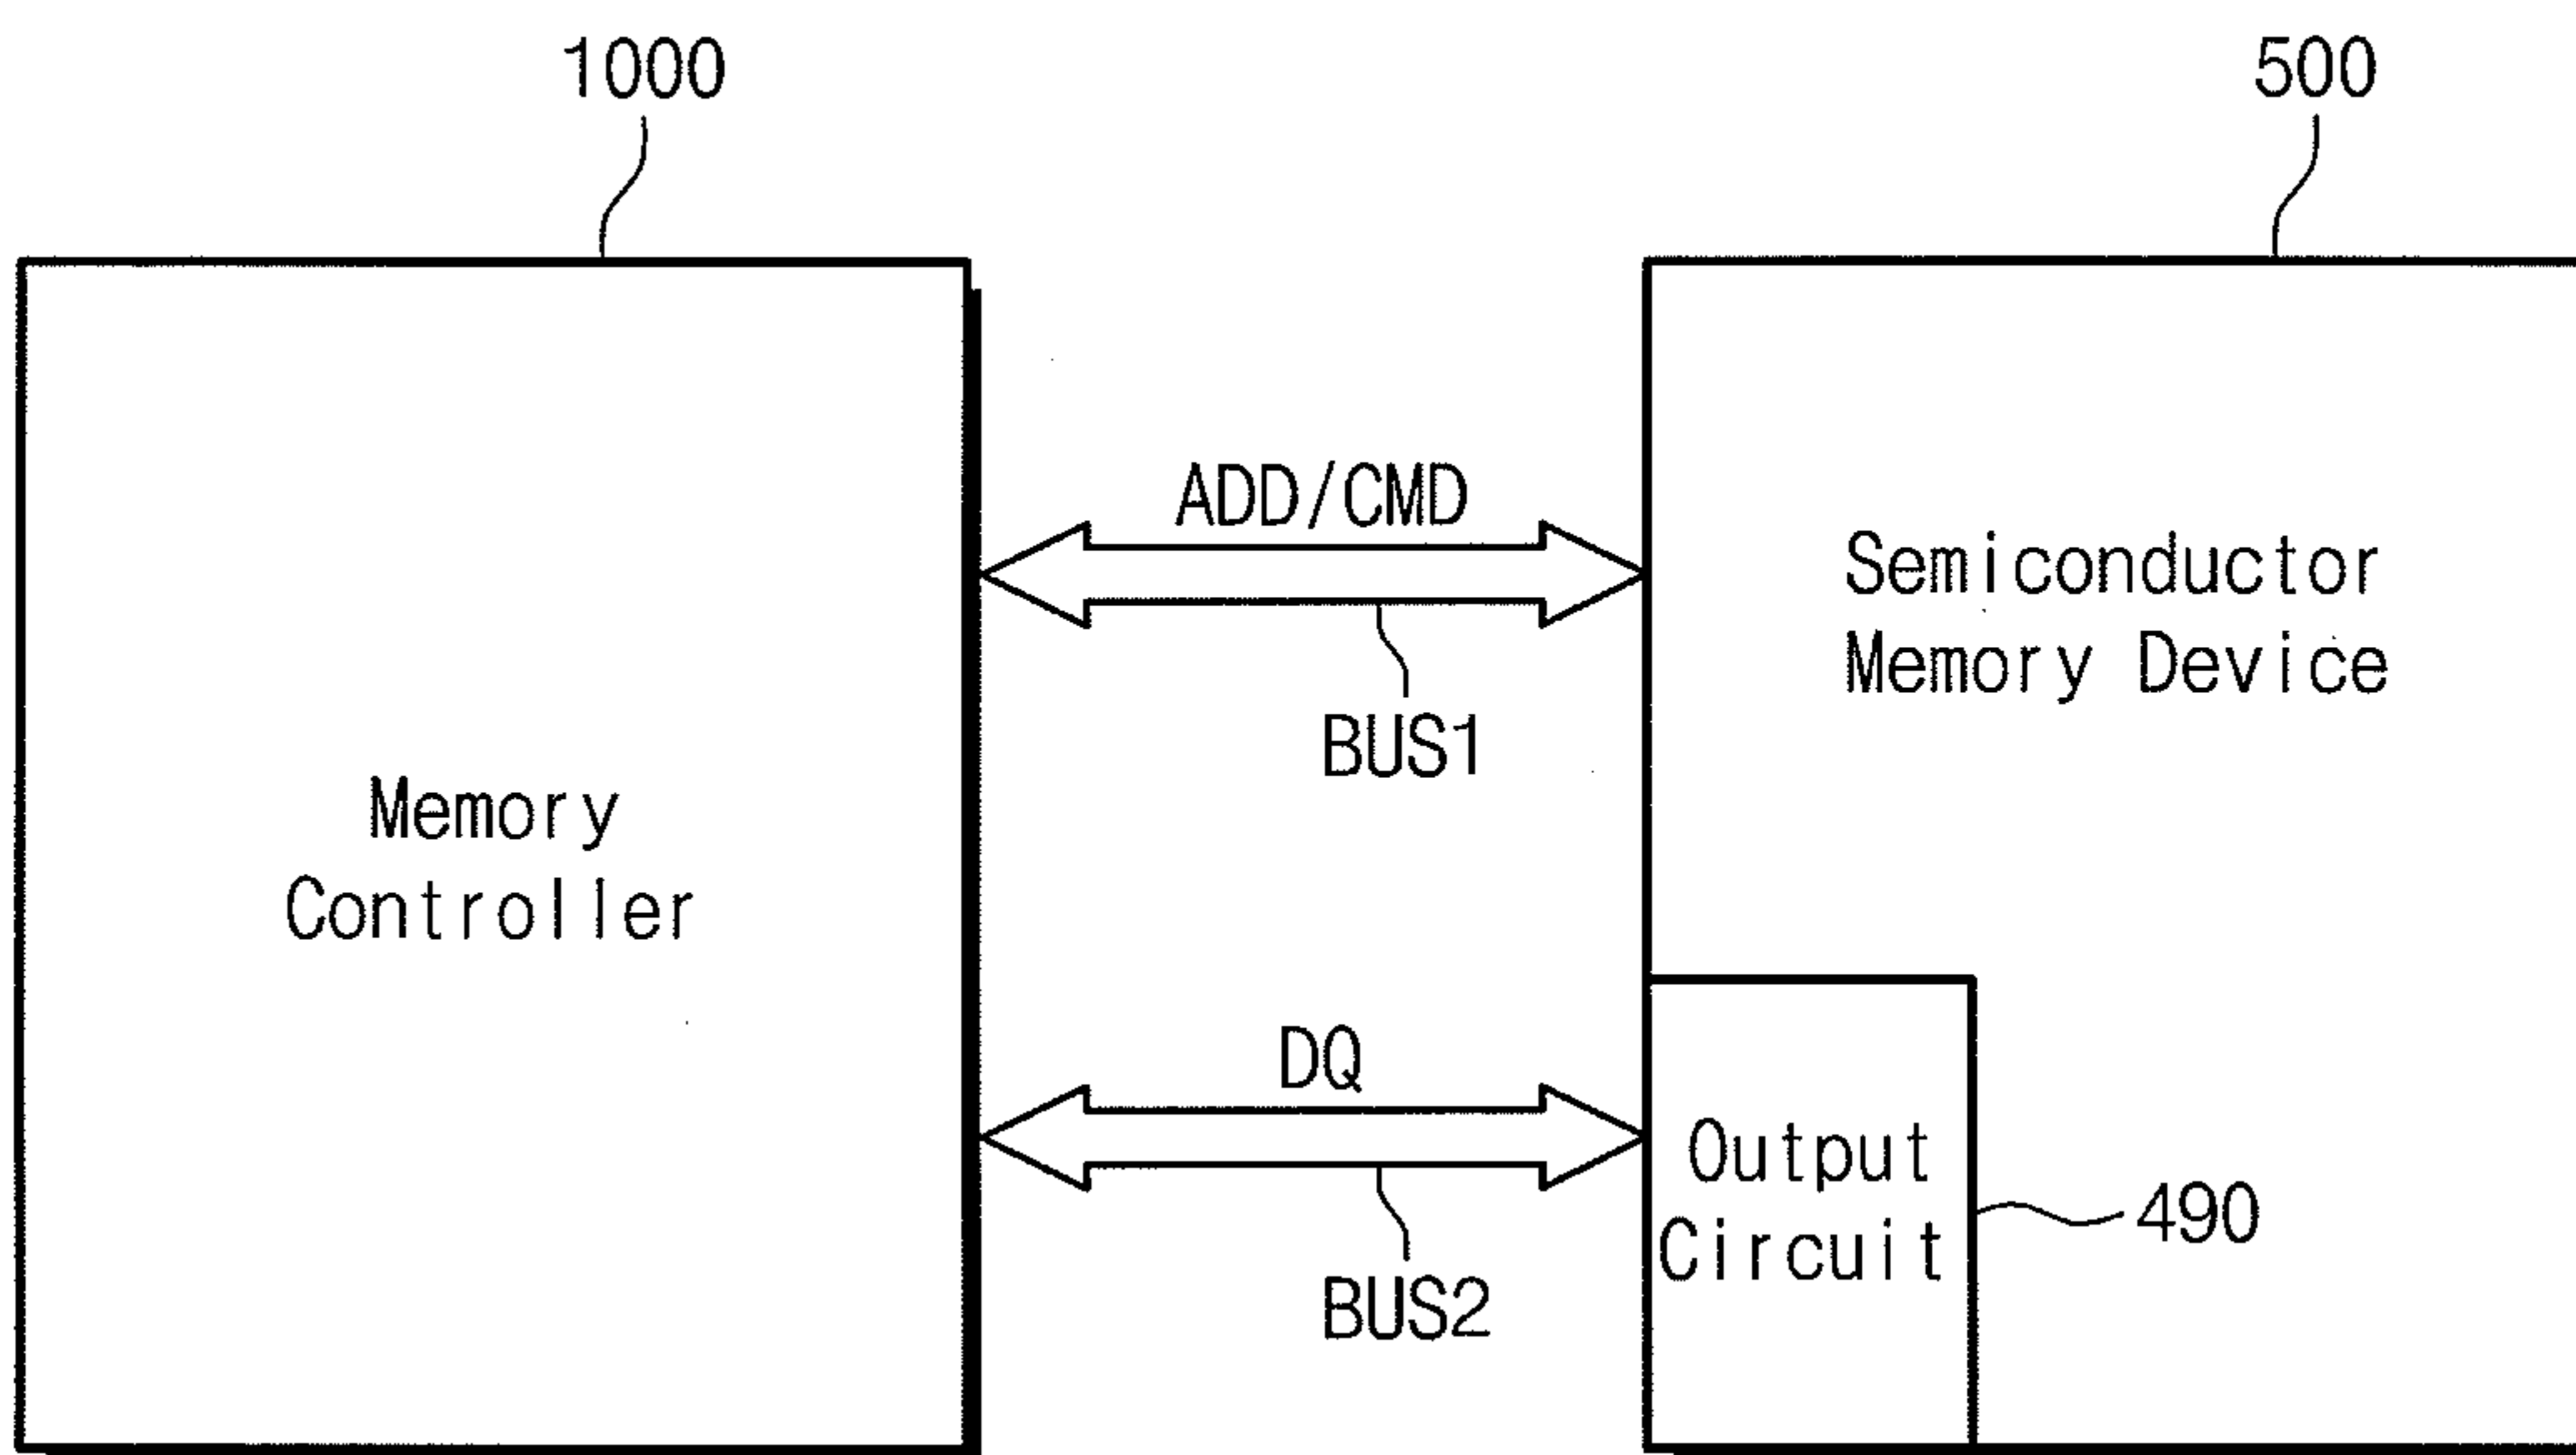 1000
500
ADD/CMD
BUS1
Semiconductor
Memory Device
Memory
Controller
DQ
BUS2
Output
Circuit
490